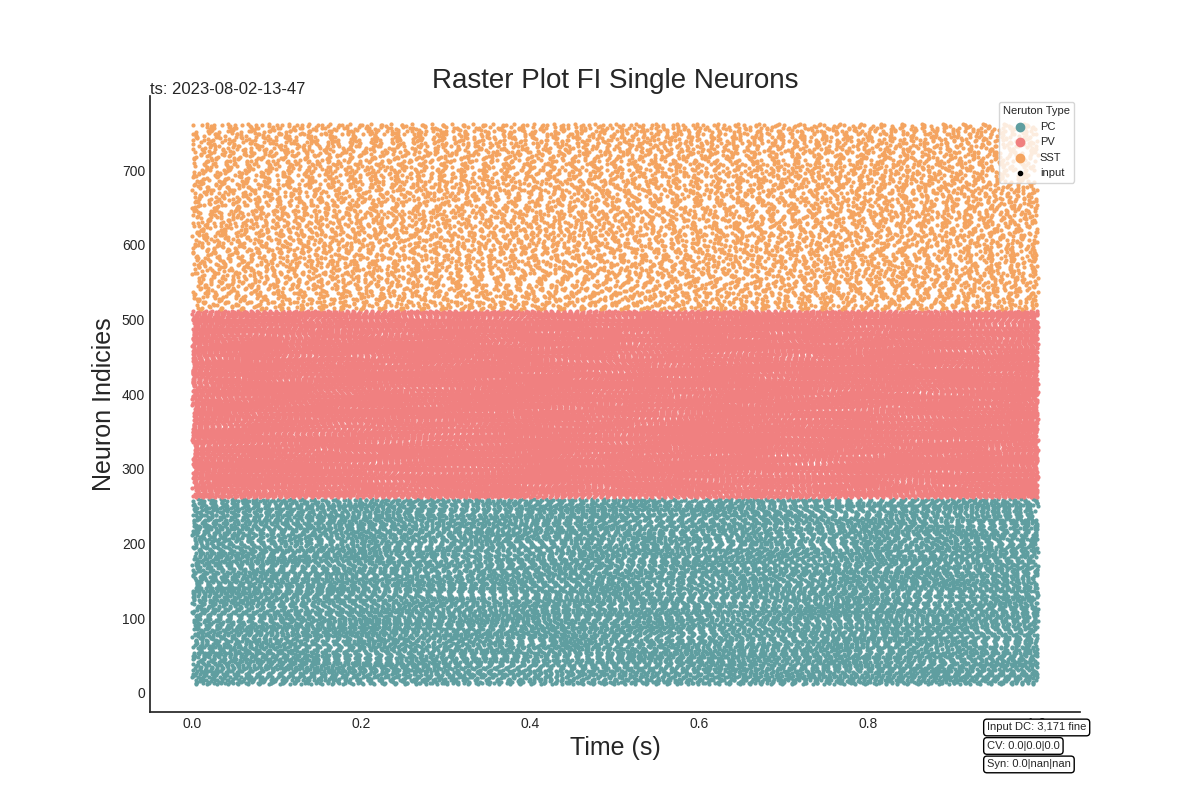 Raster Plot FI Single Neurons
ts: 2023-08-02-13-47
Neruton Type
PC
PV
SST
input
Neuron Indicies
700
600
500
400
300
200
100
0
0.0
0.2
0.4
0.6
0.8
Time (s)
Input DC: 3,171 fine
CV: 0.0|0.0|0.0
Syn: 0.0|nan|nan